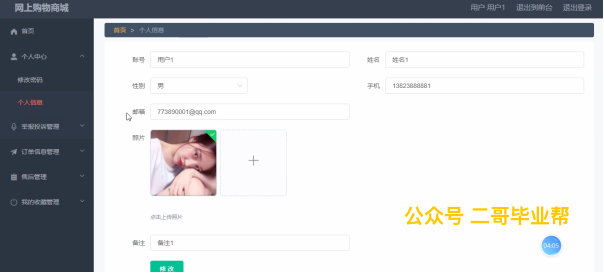 网上购物商城 用户 用户1 退出到前台 退出登录
首页
首页 > 个人信息
个人中心
修改密码
个人信息
举报投诉管理
订单信息管理
售后管理
我的收藏管理
账号 用户1 姓名 姓名1
性别 男 手机 13823888881
邮箱 773890001@qq.com
照片
点击上传照片
备注 备注1
修 改
公众号 二哥毕业帮
04:05